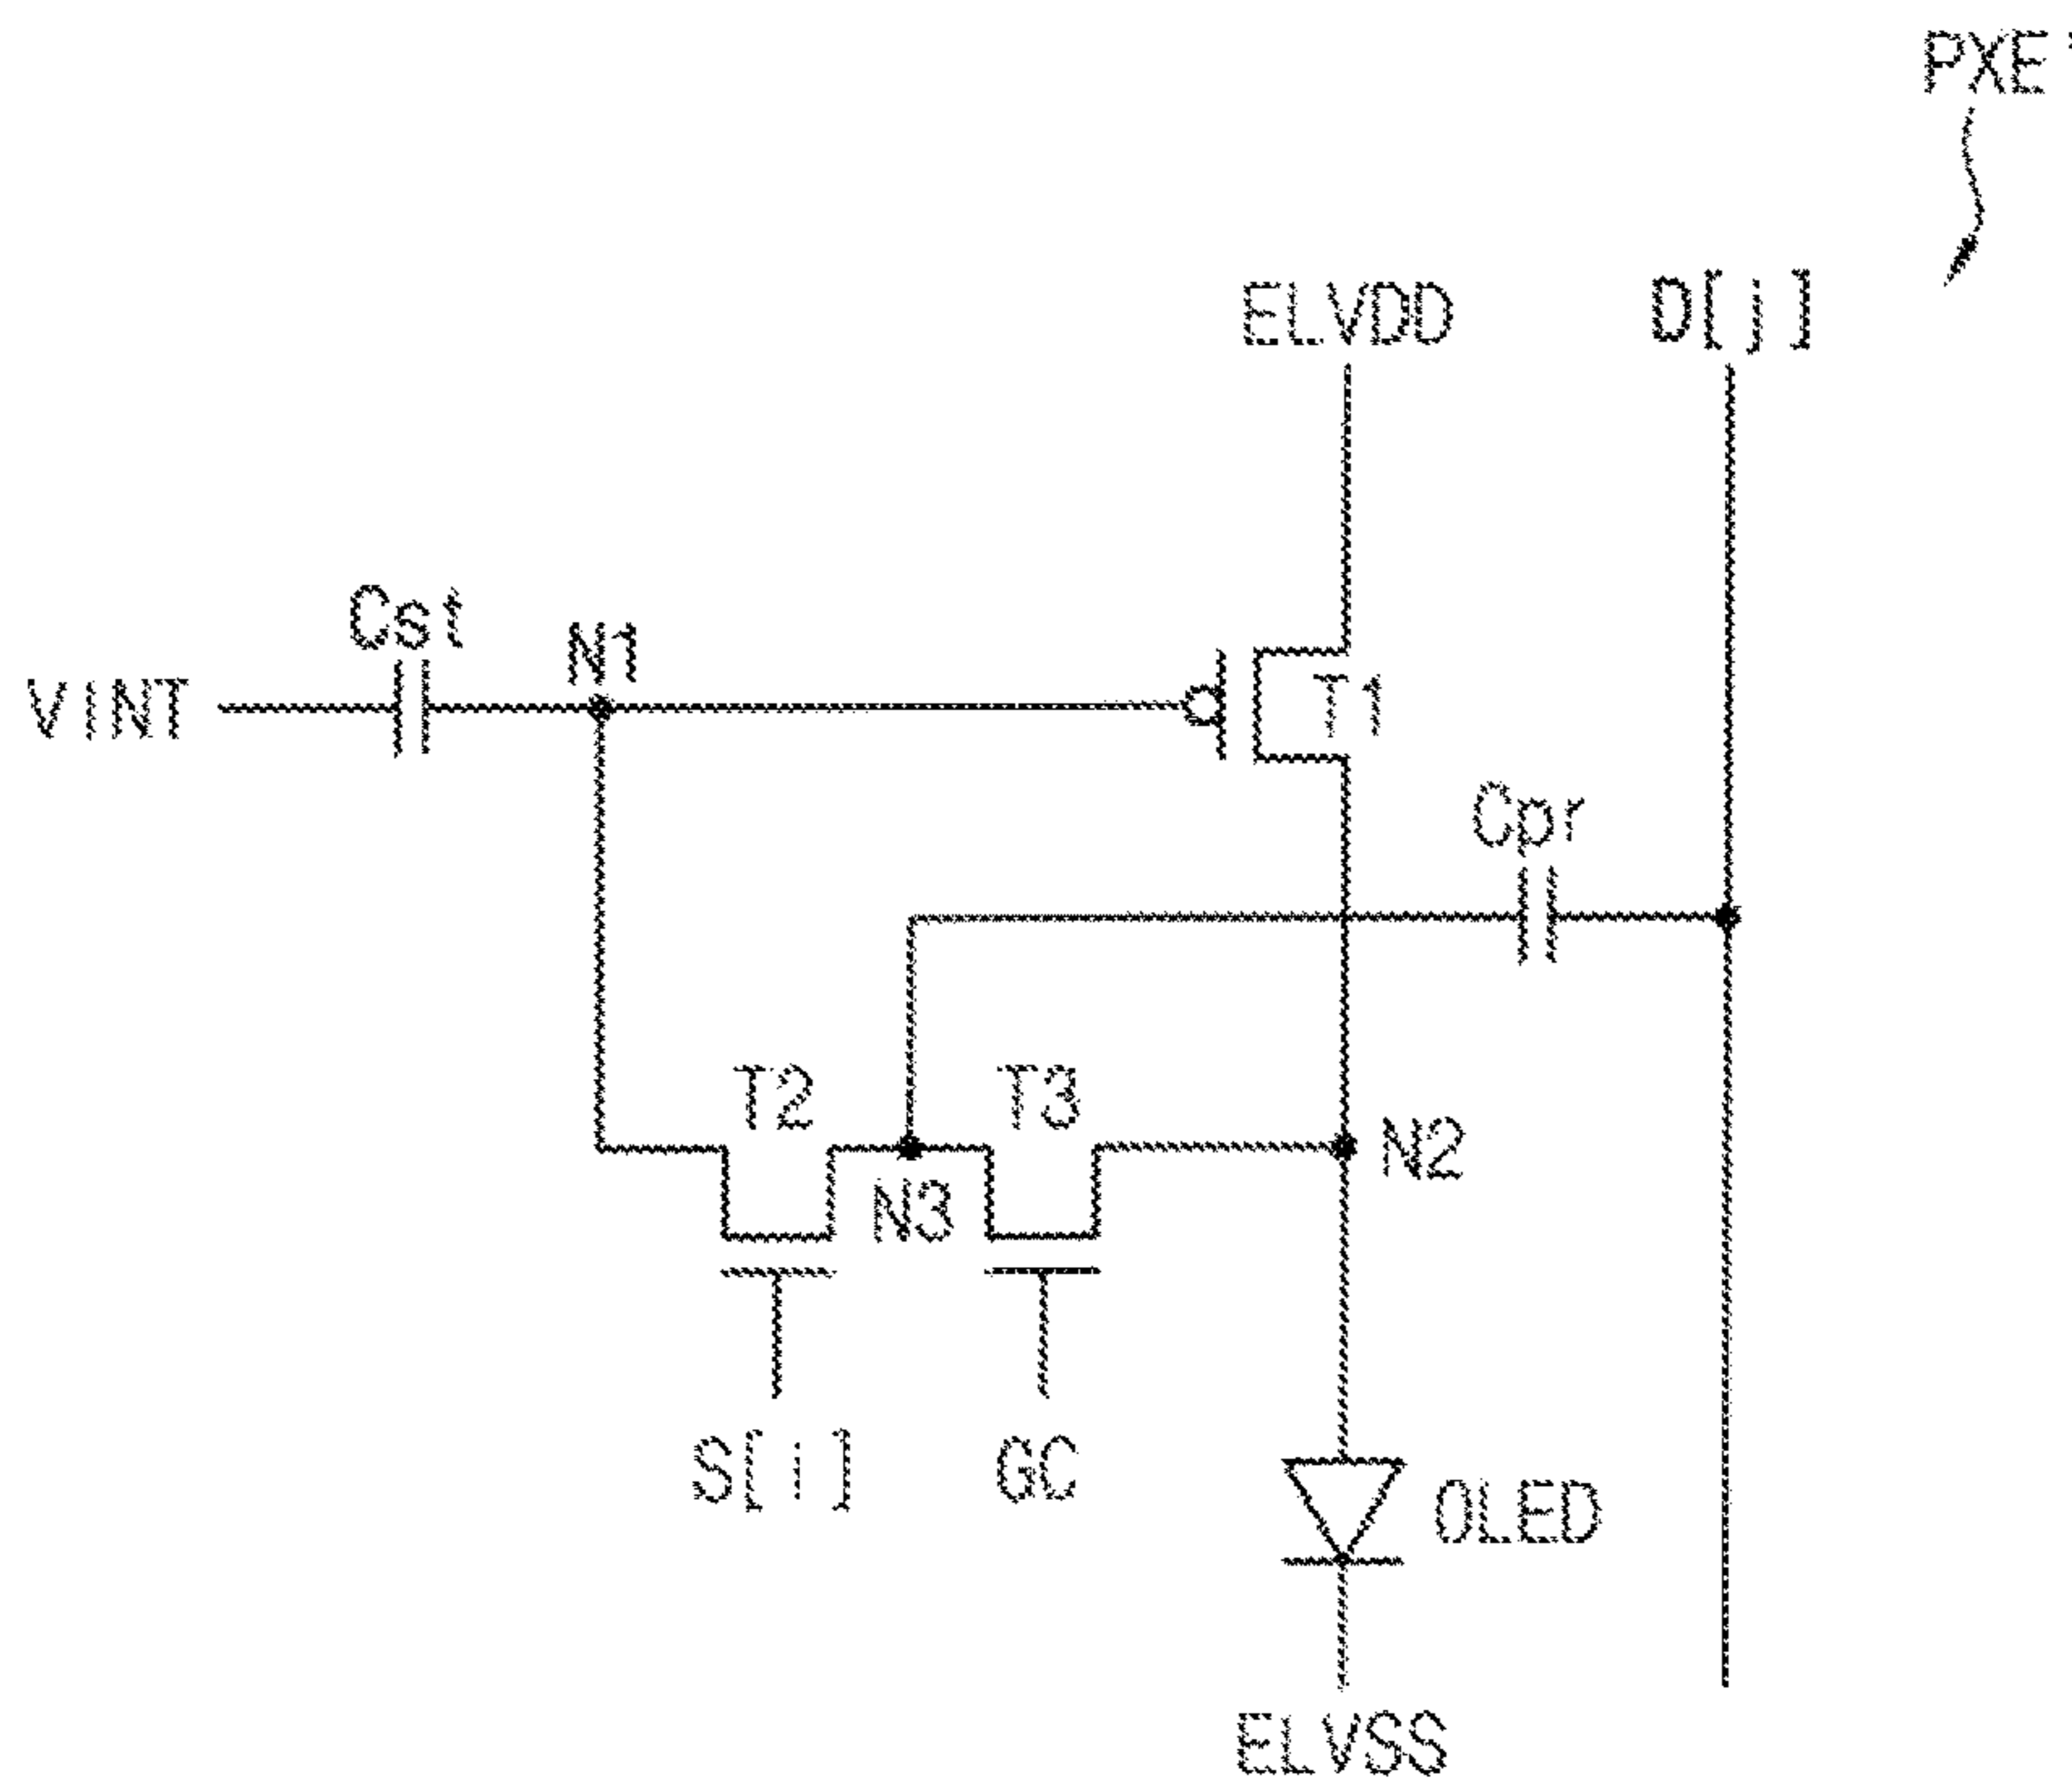 PXE'
ELVDD
D[j]
Cst
N1
VINT
T1
Cpr
T2
T3
N2
N3
S[i]
GC
OLED
ELVSS